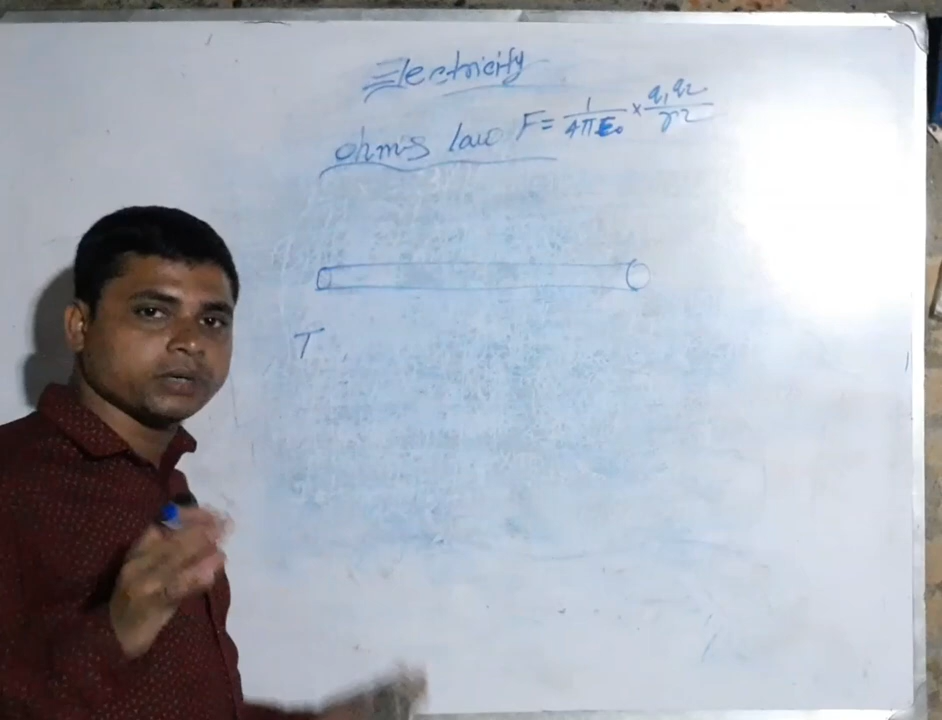 Electricity
ohm's law F = 1/4πε₀ × q₁q₂/r2
T